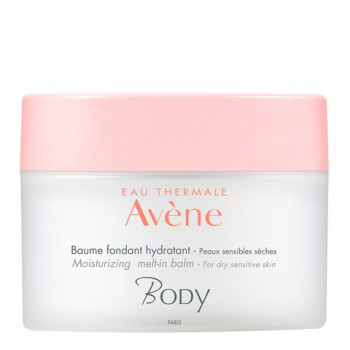 EAU THERMALE
Avène
Baume fondant hydratant - Peaux sensibles sèches
Moisturizing melt-in balm - For dry sensitive skin
BODY
PARIS